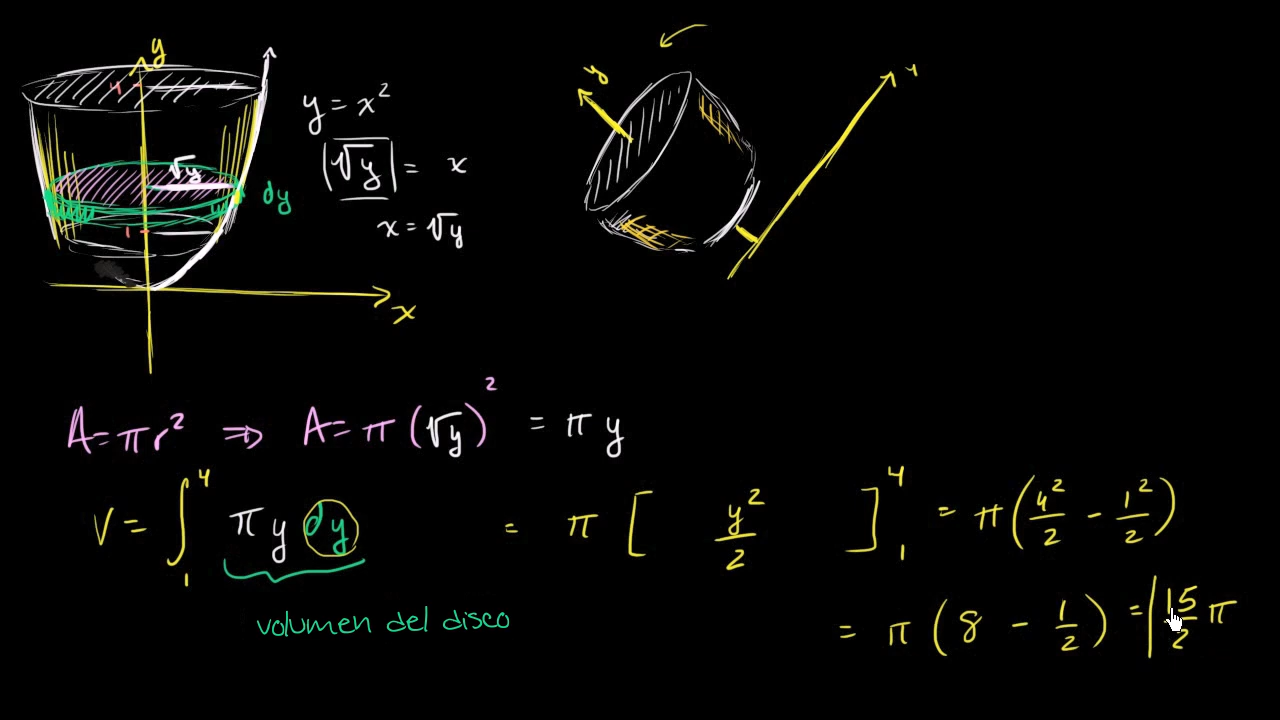 y
4
y = x²
√y
|√y| = x
dy
x = √y
1
x
y
A = πr² ⇒ A = π(√y)² = πy
V = ∫₁⁴ πy dy = π [ y²/2 ]₁⁴ = π(4²/2 - 1²/2)
volumen del disco
= π(8 - 1/2) = |15/2 π